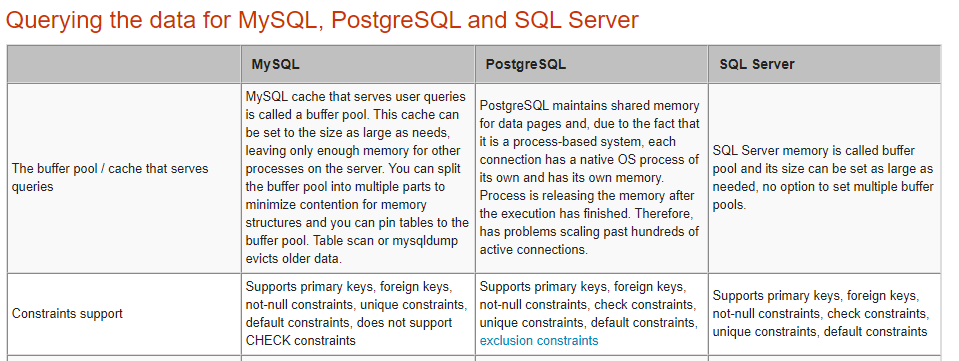 Querying the data for MySQL, PostgreSQL and SQL Server
MySQL
PostgreSQL
SQL Server
The buffer pool / cache that serves
queries
MySQL cache that serves user queries
is called a buffer pool. This cache can
be set to the size as large as needs,
leaving only enough memory for other
processes on the server. You can split
the buffer pool into multiple parts to
minimize contention for memory
structures and you can pin tables to the
buffer pool. Table scan or mysqldump
evicts older data.
PostgreSQL maintains shared memory
for data pages and, due to the fact that
it is a process-based system, each
connection has a native OS process of
its own and has its own memory.
Process is releasing the memory after
the execution has finished. Therefore,
has problems scaling past hundreds of
active connections.
SQL Server memory is called buffer
pool and its size can be set as large as
needed, no option to set multiple buffer
pools.
Constraints support
Supports primary keys, foreign keys,
not-null constraints, unique constraints,
default constraints, does not support
CHECK constraints
Supports primary keys, foreign keys,
not-null constraints, check constraints,
unique constraints, default constraints,
exclusion constraints
Supports primary keys, foreign keys,
not-null constraints, check constraints,
unique constraints, default constraints